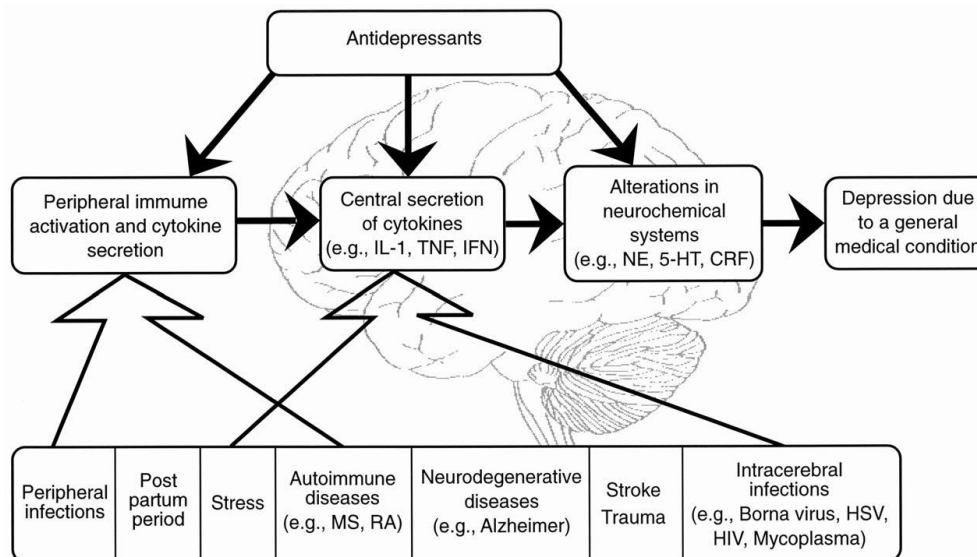 Antidepressants
Peripheral immume
activation and cytokine
secretion
Central secretion
of cytokines
(e.g., IL-1, TNF, IFN)
Alterations in
neurochemical
systems
(e.g., NE, 5-HT, CRF)
Depression due
to a general
medical condition
Peripheral
infections
Post
partum
period
Stress
Autoimmune
diseases
(e.g., MS, RA)
Neurodegenerative
diseases
(e.g., Alzheimer)
Stroke
Trauma
Intracerebral
infections
(e.g., Borna virus, HSV,
HIV, Mycoplasma)